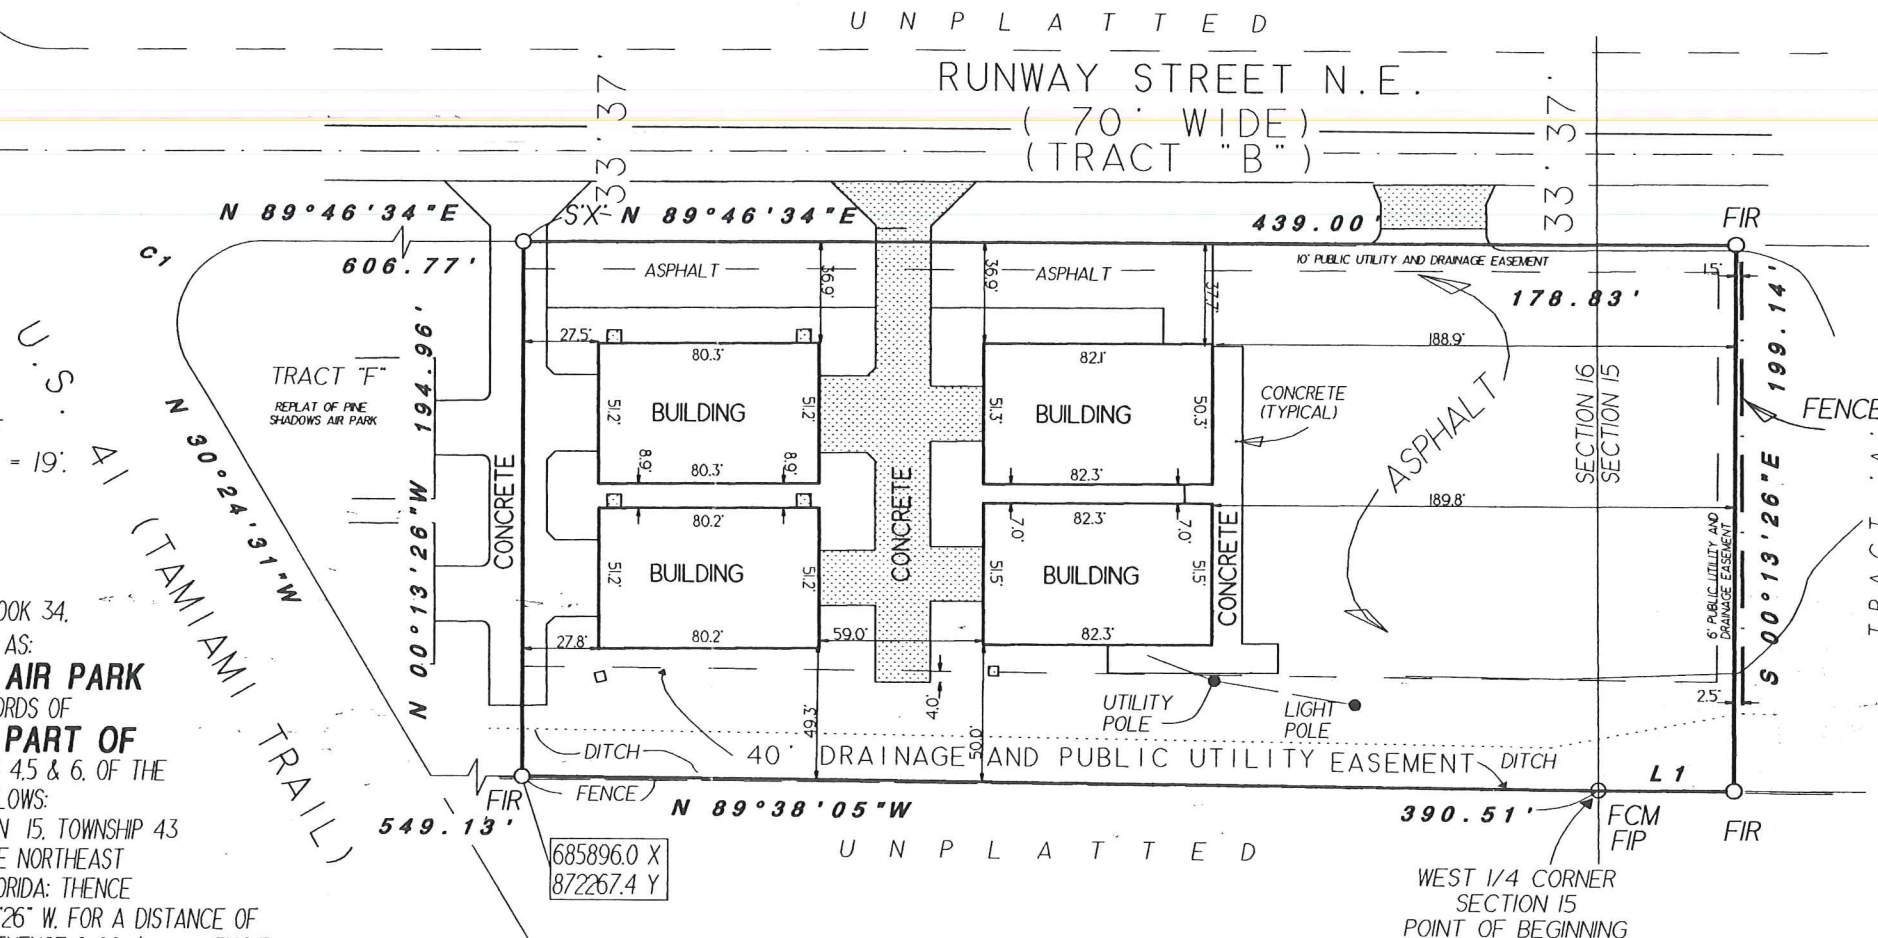 U N P L A T T E D
RUNWAY STREET N.E.
( 70' WIDE)
(TRACT "B")
33' 37'
33' 37'
N 89°46'34"E
606.77'
"S'X"
N 89°46'34"E
439.00'
FIR
C1
ASPHALT
ASPHALT
36.9'
36.9'
37.7'
10' PUBLIC UTILITY AND DRAINAGE EASEMENT
178.83'
1.5'
199.14'
S 00°13'26"E
FENCE
U.S. 41 (TAMIAMI TRAIL)
N 30°24'31"W
= 19'.
TRACT "F"
REPLAT OF PINE
SHADOWS AIR PARK
194.96'
N 00°13'26"W
CONCRETE
27.5'
80.3'
51.2'
BUILDING
51.2'
8.9'
80.3'
8.9'
80.2'
51.2'
BUILDING
51.2'
27.8'
80.2'
59.0'
CONCRETE
82.1'
51.3'
BUILDING
50.3'
82.3'
82.3'
7.0'
7.0'
51.5'
BUILDING
51.5'
82.3'
CONCRETE
(TYPICAL)
CONCRETE
188.9'
ASPHALT
189.8'
SECTION 16
SECTION 15
6' PUBLIC UTILITY AND
DRAINAGE EASEMENT
2.5'
TRACT "A"
49.3'
4.0'
50.0'
UTILITY
POLE
LIGHT
POLE
DITCH
40' DRAINAGE AND PUBLIC UTILITY EASEMENT
DITCH
L1
FIR
FENCE
N 89°38'05"W
390.51'
FCM
FIP
FIR
549.13'
685896.0 X
872267.4 Y
U N P L A T T E D
WEST 1/4 CORNER
SECTION 15
POINT OF BEGINNING
OOK 34,
AS:
AIR PARK
ORDS OF
PART OF
4,5 & 6, OF THE
LOWS:
N 15, TOWNSHIP 43
E NORTHEAST
ORIDA: THENCE
'26" W. FOR A DISTANCE OF